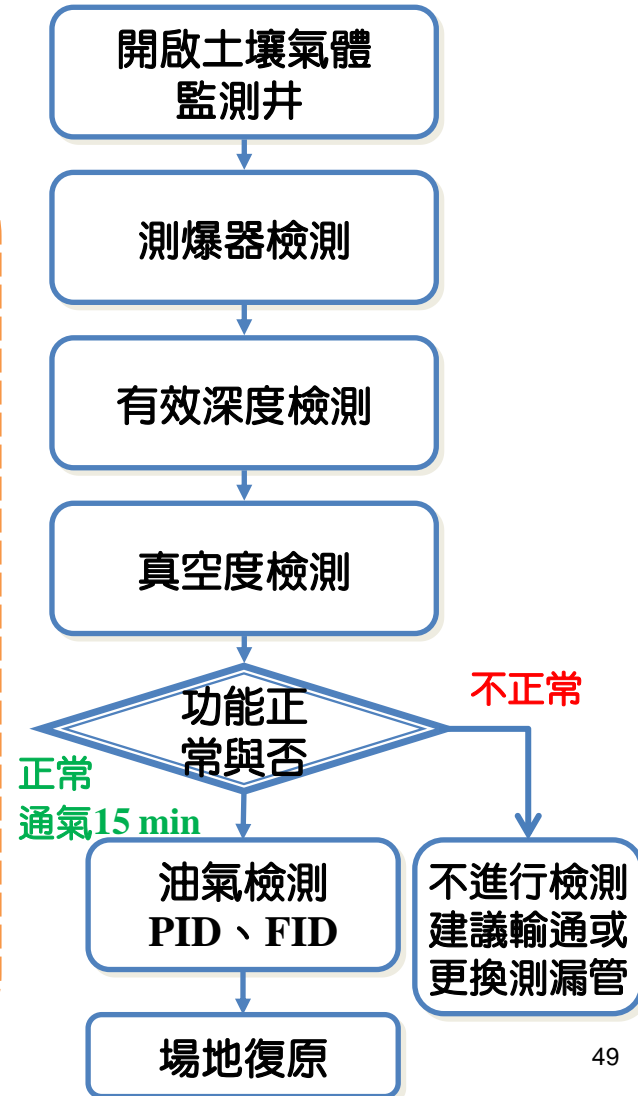 開啟土壤氣體
監測井
測爆器檢測
有效深度檢測
真空度檢測
功能正
常與否
不正常
正常
通氣15 min
油氣檢測
PID、FID
不進行檢測
建議輸通或
更換測漏管
場地復原
49